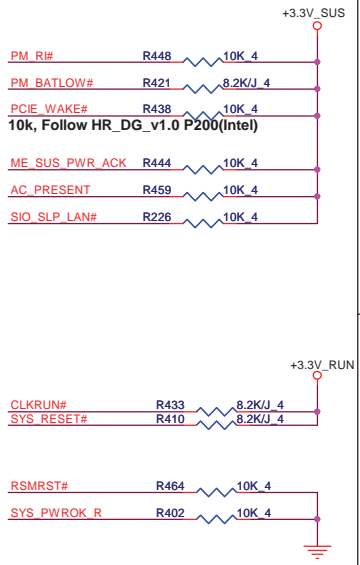 +3.3V_SUS
PM_RI# R448 10K_4
PM_BATLOW# R421 8.2K/J_4
PCIE_WAKE# R438 10K_4
10k, Follow HR_DG_v1.0 P200(Intel)
ME_SUS_PWR_ACK R444 10K_4
AC_PRESENT R459 10K_4
SIO_SLP_LAN# R226 10K_4
+3.3V_RUN
CLKRUN# R433 8.2K/J_4
SYS_RESET# R410 8.2K/J_4
RSMRST# R464 10K_4
SYS_PWROK_R R402 10K_4